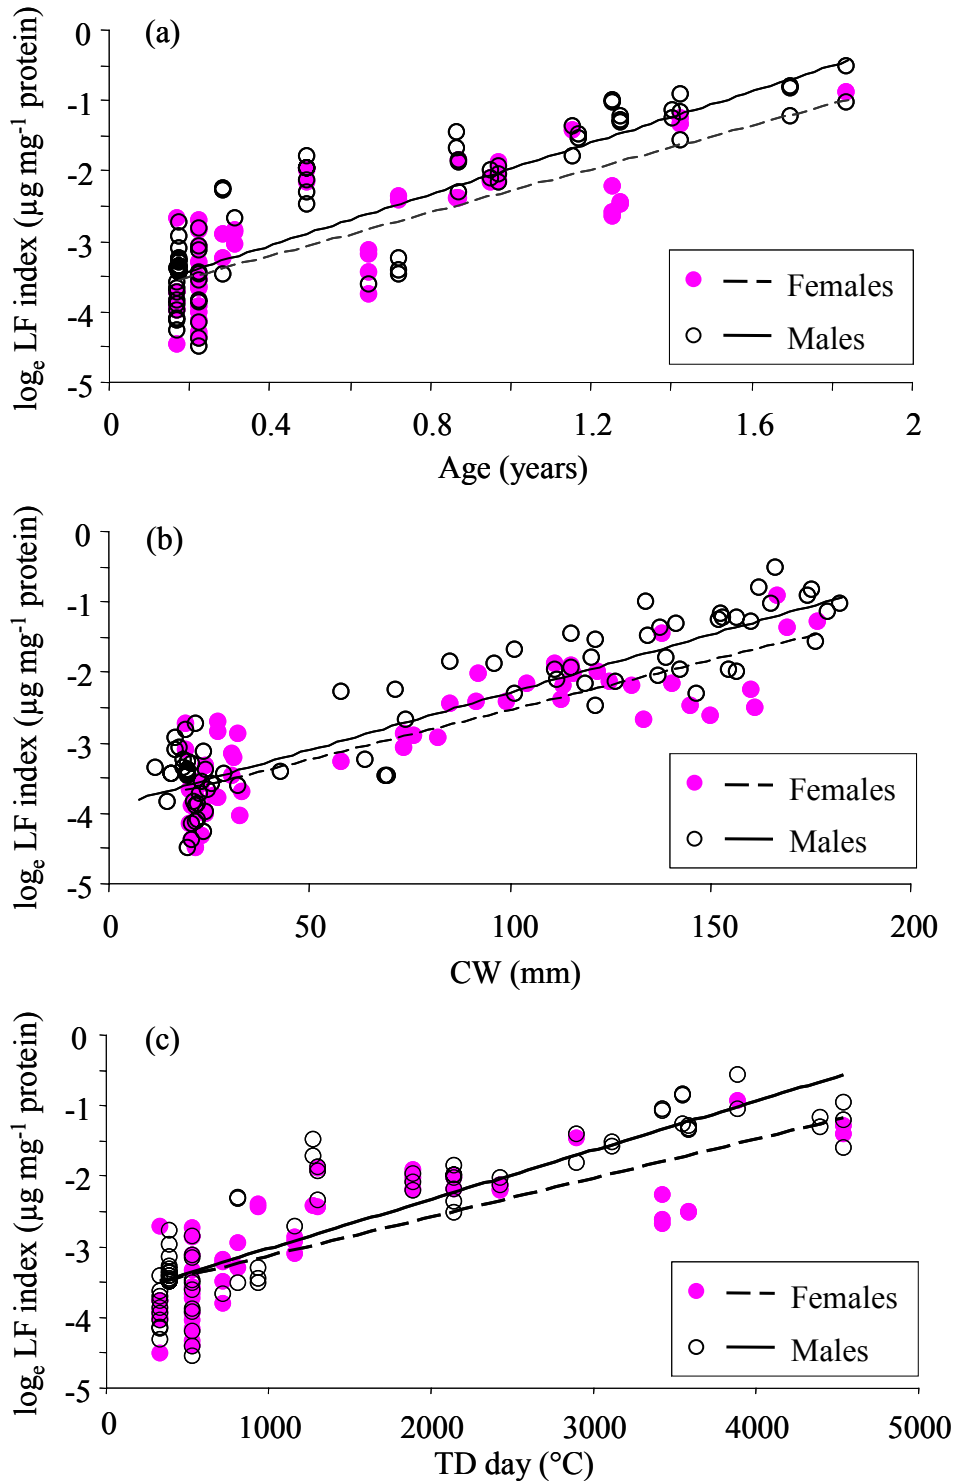 (a)
log_e LF index (µg mg⁻¹ protein)
0
-1
-2
-3
-4
-5
0 0.4 0.8 1.2 1.6 2
Age (years)
Females
Males
(b)
log_e LF index (µg mg⁻¹ protein)
0
-1
-2
-3
-4
-5
0 50 100 150 200
CW (mm)
Females
Males
(c)
log_e LF index (µg mg⁻¹ protein)
0
-1
-2
-3
-4
-5
0 1000 2000 3000 4000 5000
TD day (°C)
Females
Males